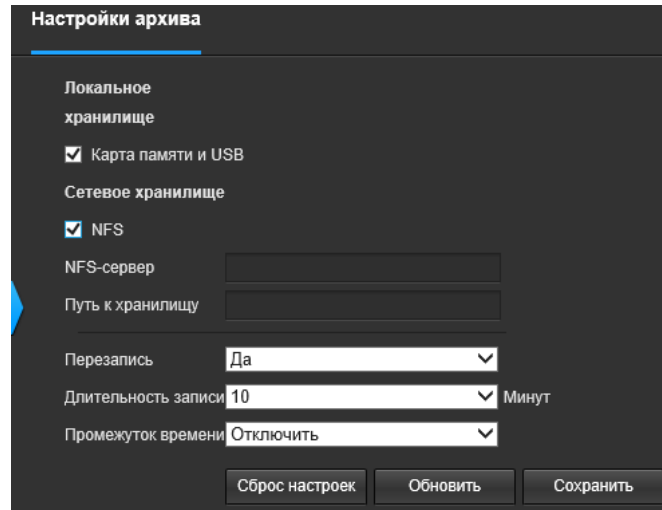 Настройки архива
Локальное
хранилище
Карта памяти и USB
Сетевое хранилище
NFS
NFS-сервер
Путь к хранилищу
Перезапись Да
Длительность записи 10 Минут
Промежуток времени Отключить
Сброс настроек Обновить Сохранить